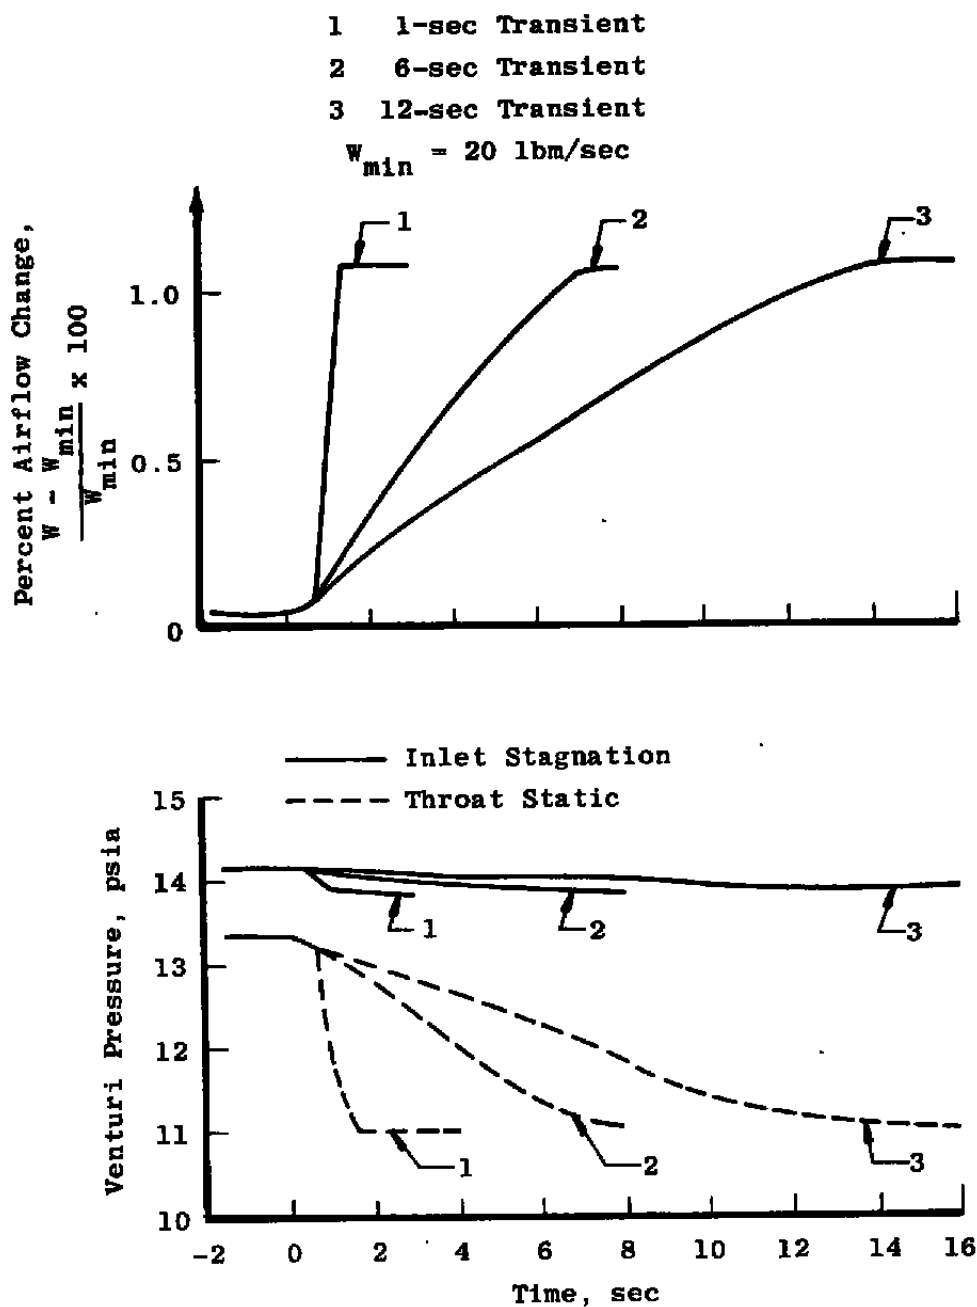 1 1-sec Transient
2 6-sec Transient
3 12-sec Transient
Wmin = 20 lbm/sec
Percent Airflow Change,
W - Wmin
Wmin
x 100
1.0
0.5
0
1
2
3
Inlet Stagnation
Throat Static
Venturi Pressure, psia
15
14
13
12
11
10
1
2
3
1
2
3
-2 0 2 4 6 8 10 12 14 16
Time, sec